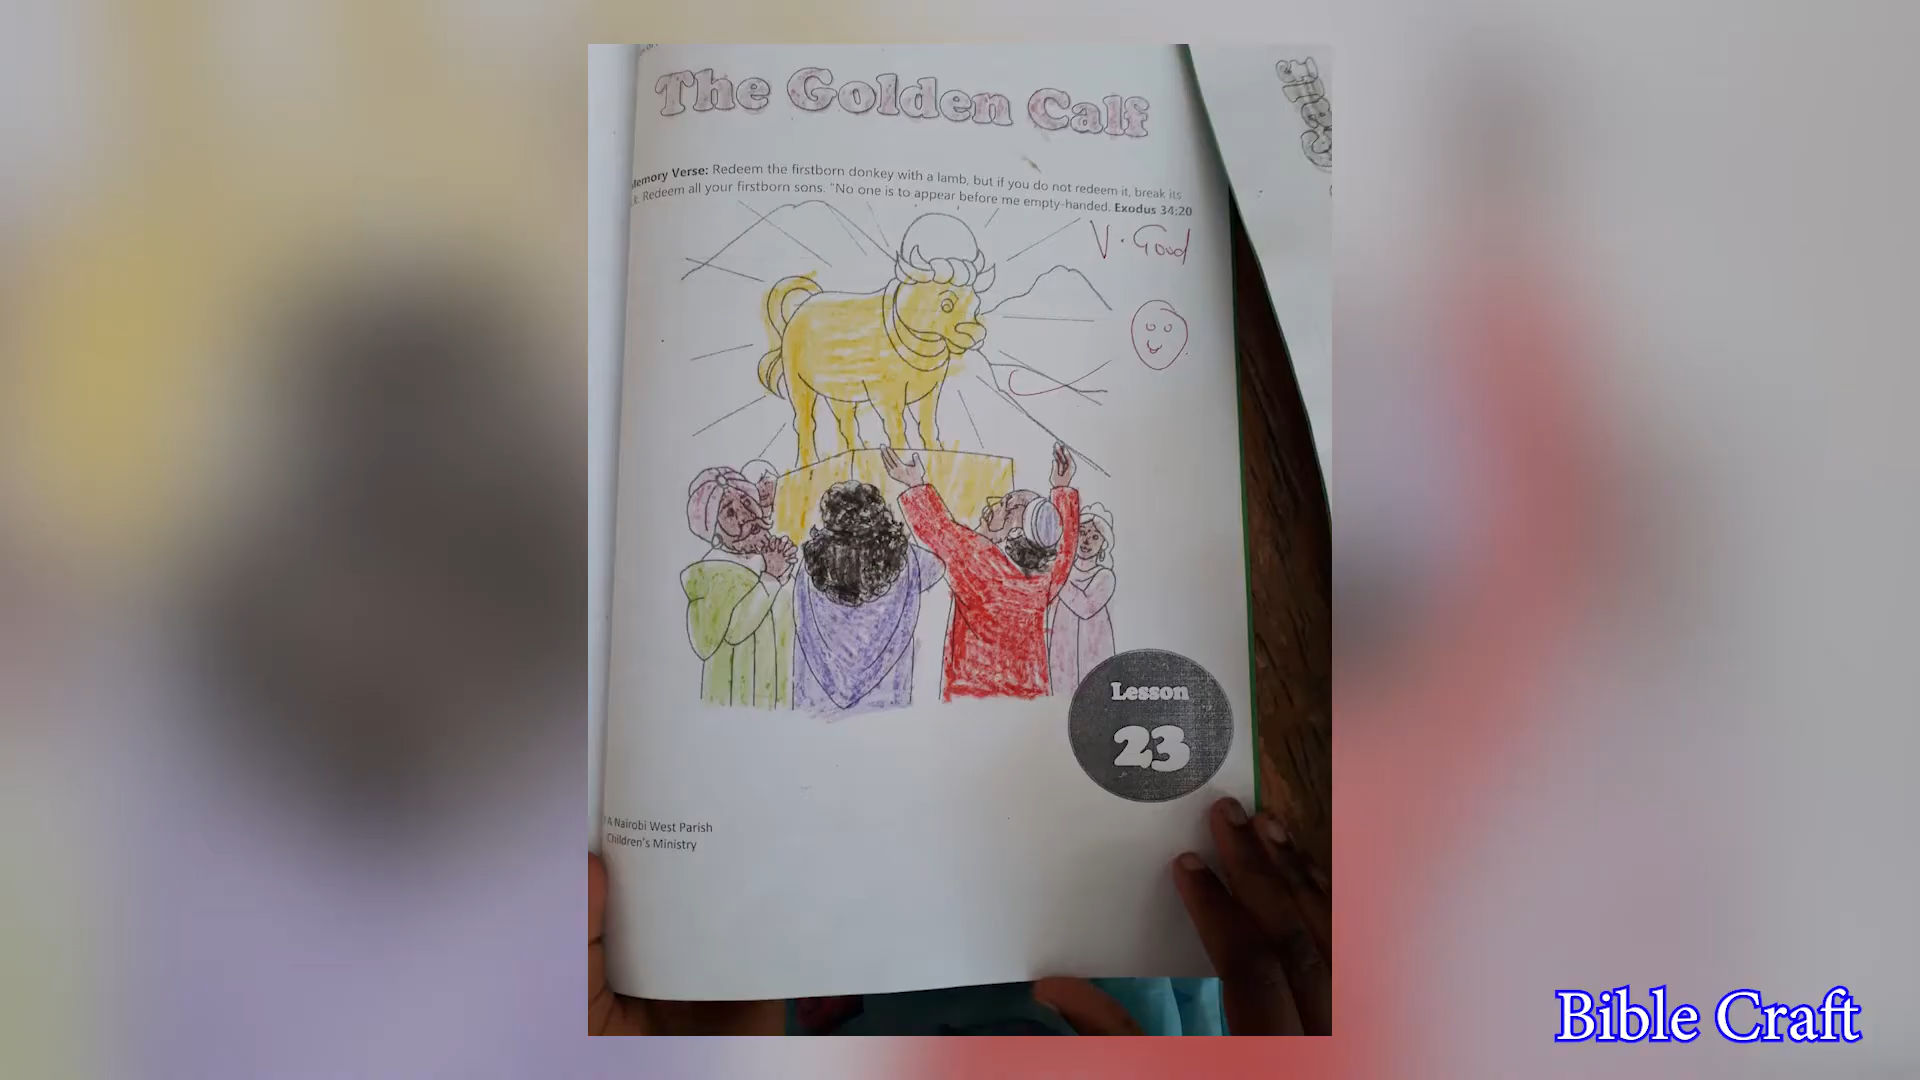 The Golden Calf
Memory Verse: Redeem the firstborn donkey with a lamb, but if you do not redeem it, break its
Redeem all your firstborn sons. "No one is to appear before me empty-handed. Exodus 34:20
V. Good
Lesson
23
A Nairobi West Parish
Children's Ministry
Bible Craft